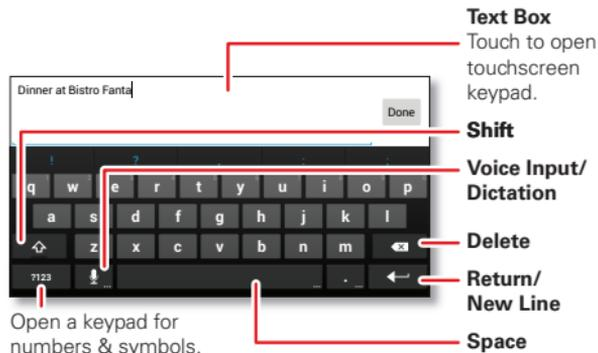 Text Box
Touch to open
touchscreen
keypad.
Dinner at Bistro Fanta
Done
Shift
! ? , : ;
Voice Input/
Dictation
q w e r t y u i o p
a s d f g h j k l
z x c v b n m
Delete
?123 ... ... . ...
Return/
New Line
Open a keypad for
numbers & symbols.
Space